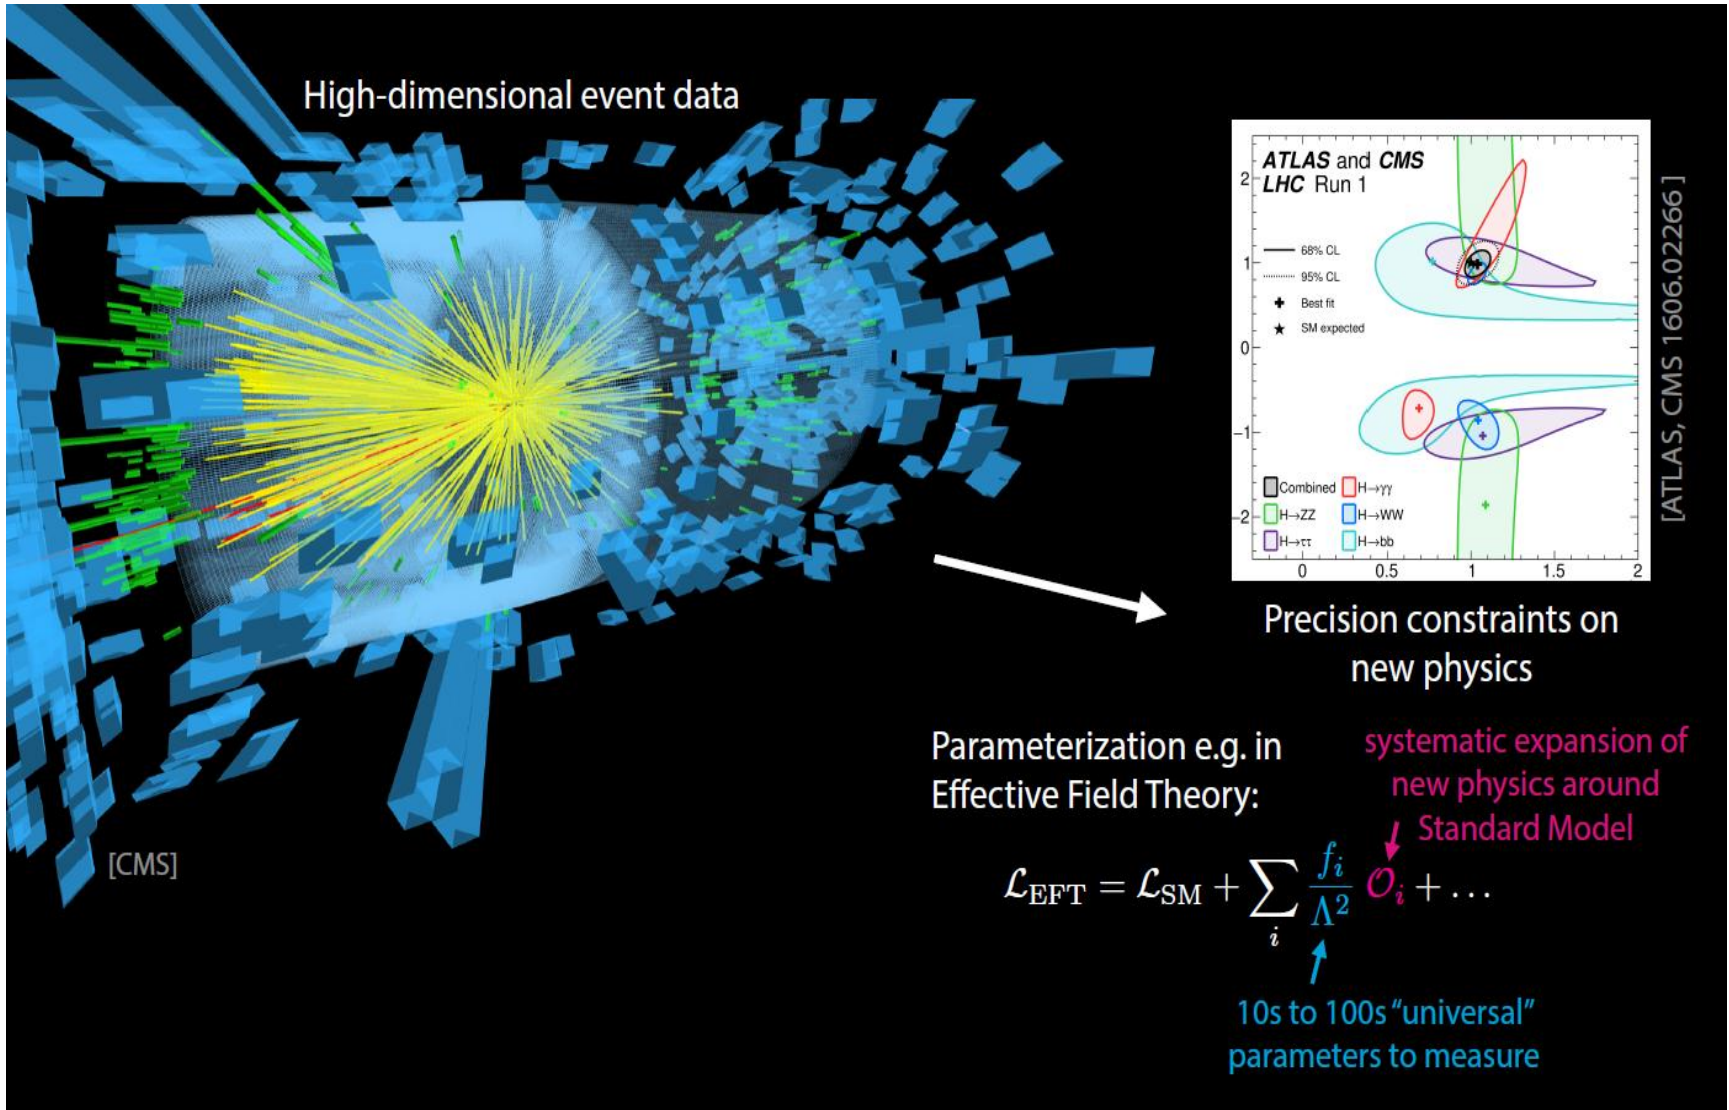 High-dimensional event data
ATLAS and CMS
LHC Run 1
68% CL
95% CL
Best fit
SM expected
Combined
H→γγ
H→ZZ
H→WW
H→ττ
H→bb
2
1
0
−1
−2
0
0.5
1
1.5
2
[ATLAS, CMS 1606.02266 ]
Precision constraints on
new physics
Parameterization e.g. in
Effective Field Theory:
systematic expansion of
new physics around
Standard Model
ℒ_EFT = ℒ_SM + ∑_i f_i/Λ² 𝒪_i + …
10s to 100s “universal”
parameters to measure
[CMS]